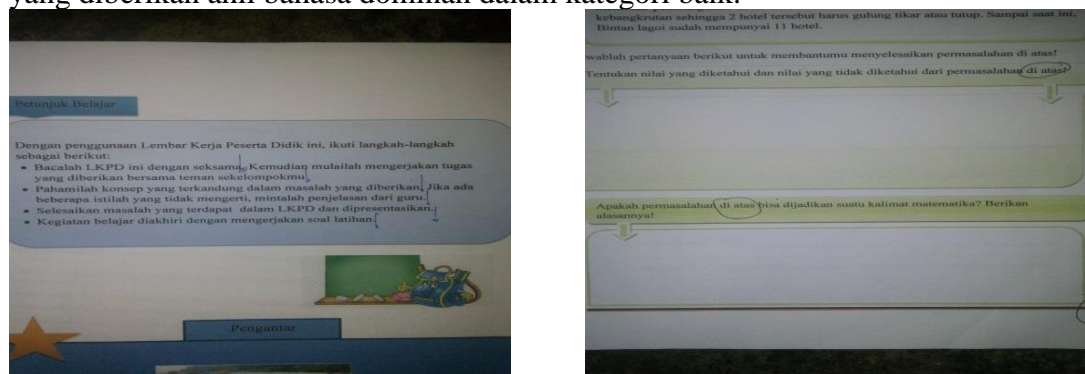 yang diberikan ahli bahasa dominan dalam kategori baik.
Petunjuk Belajar
Dengan penggunaan Lembar Kerja Peserta Didik ini, ikuti langkah-langkah
sebagai berikut:
• Bacalah LKPD ini dengan seksama. Kemudian mulailah mengerjakan tugas
yang diberikan bersama teman sekelompokmu.
• Pahamilah konsep yang terkandung dalam masalah yang diberikan. Jika ada
beberapa istilah yang tidak mengerti, mintalah penjelasan dari guru.
• Selesaikan masalah yang terdapat dalam LKPD dan dipresentasikan.
• Kegiatan belajar diakhiri dengan mengerjakan soal latihan.
Pengantar
kebangkrutan sehingga 2 hotel tersebut harus gulung tikar atau tutup. Sampai saat ini,
Bintan lagoi sudah mempunyai 11 hotel.
wablah pertanyaan berikut untuk membantumu menyelesaikan permasalahan di atas!
Tentukan nilai yang diketahui dan nilai yang tidak diketahui dari permasalahan di atas!
Apakah permasalahan di atas bisa dijadikan suatu kalimat matematika? Berikan
alasannya!